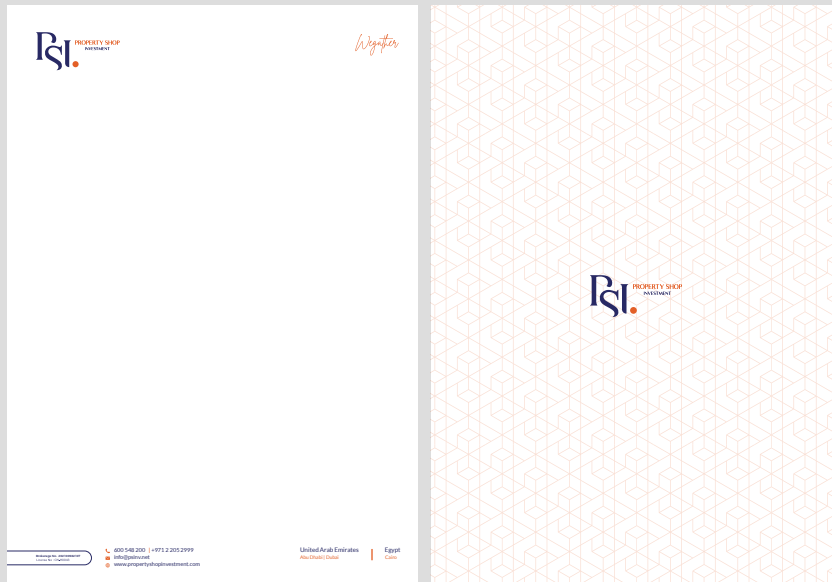 PSI.
PROPERTY SHOP
INVESTMENT
Wegather
600 548 200 | +971 2 205 2999
info@psinv.net
www.propertyshopinvestment.com
United Arab Emirates
Abu Dhabi | Dubai
Egypt
Cairo
PSI.
PROPERTY SHOP
INVESTMENT